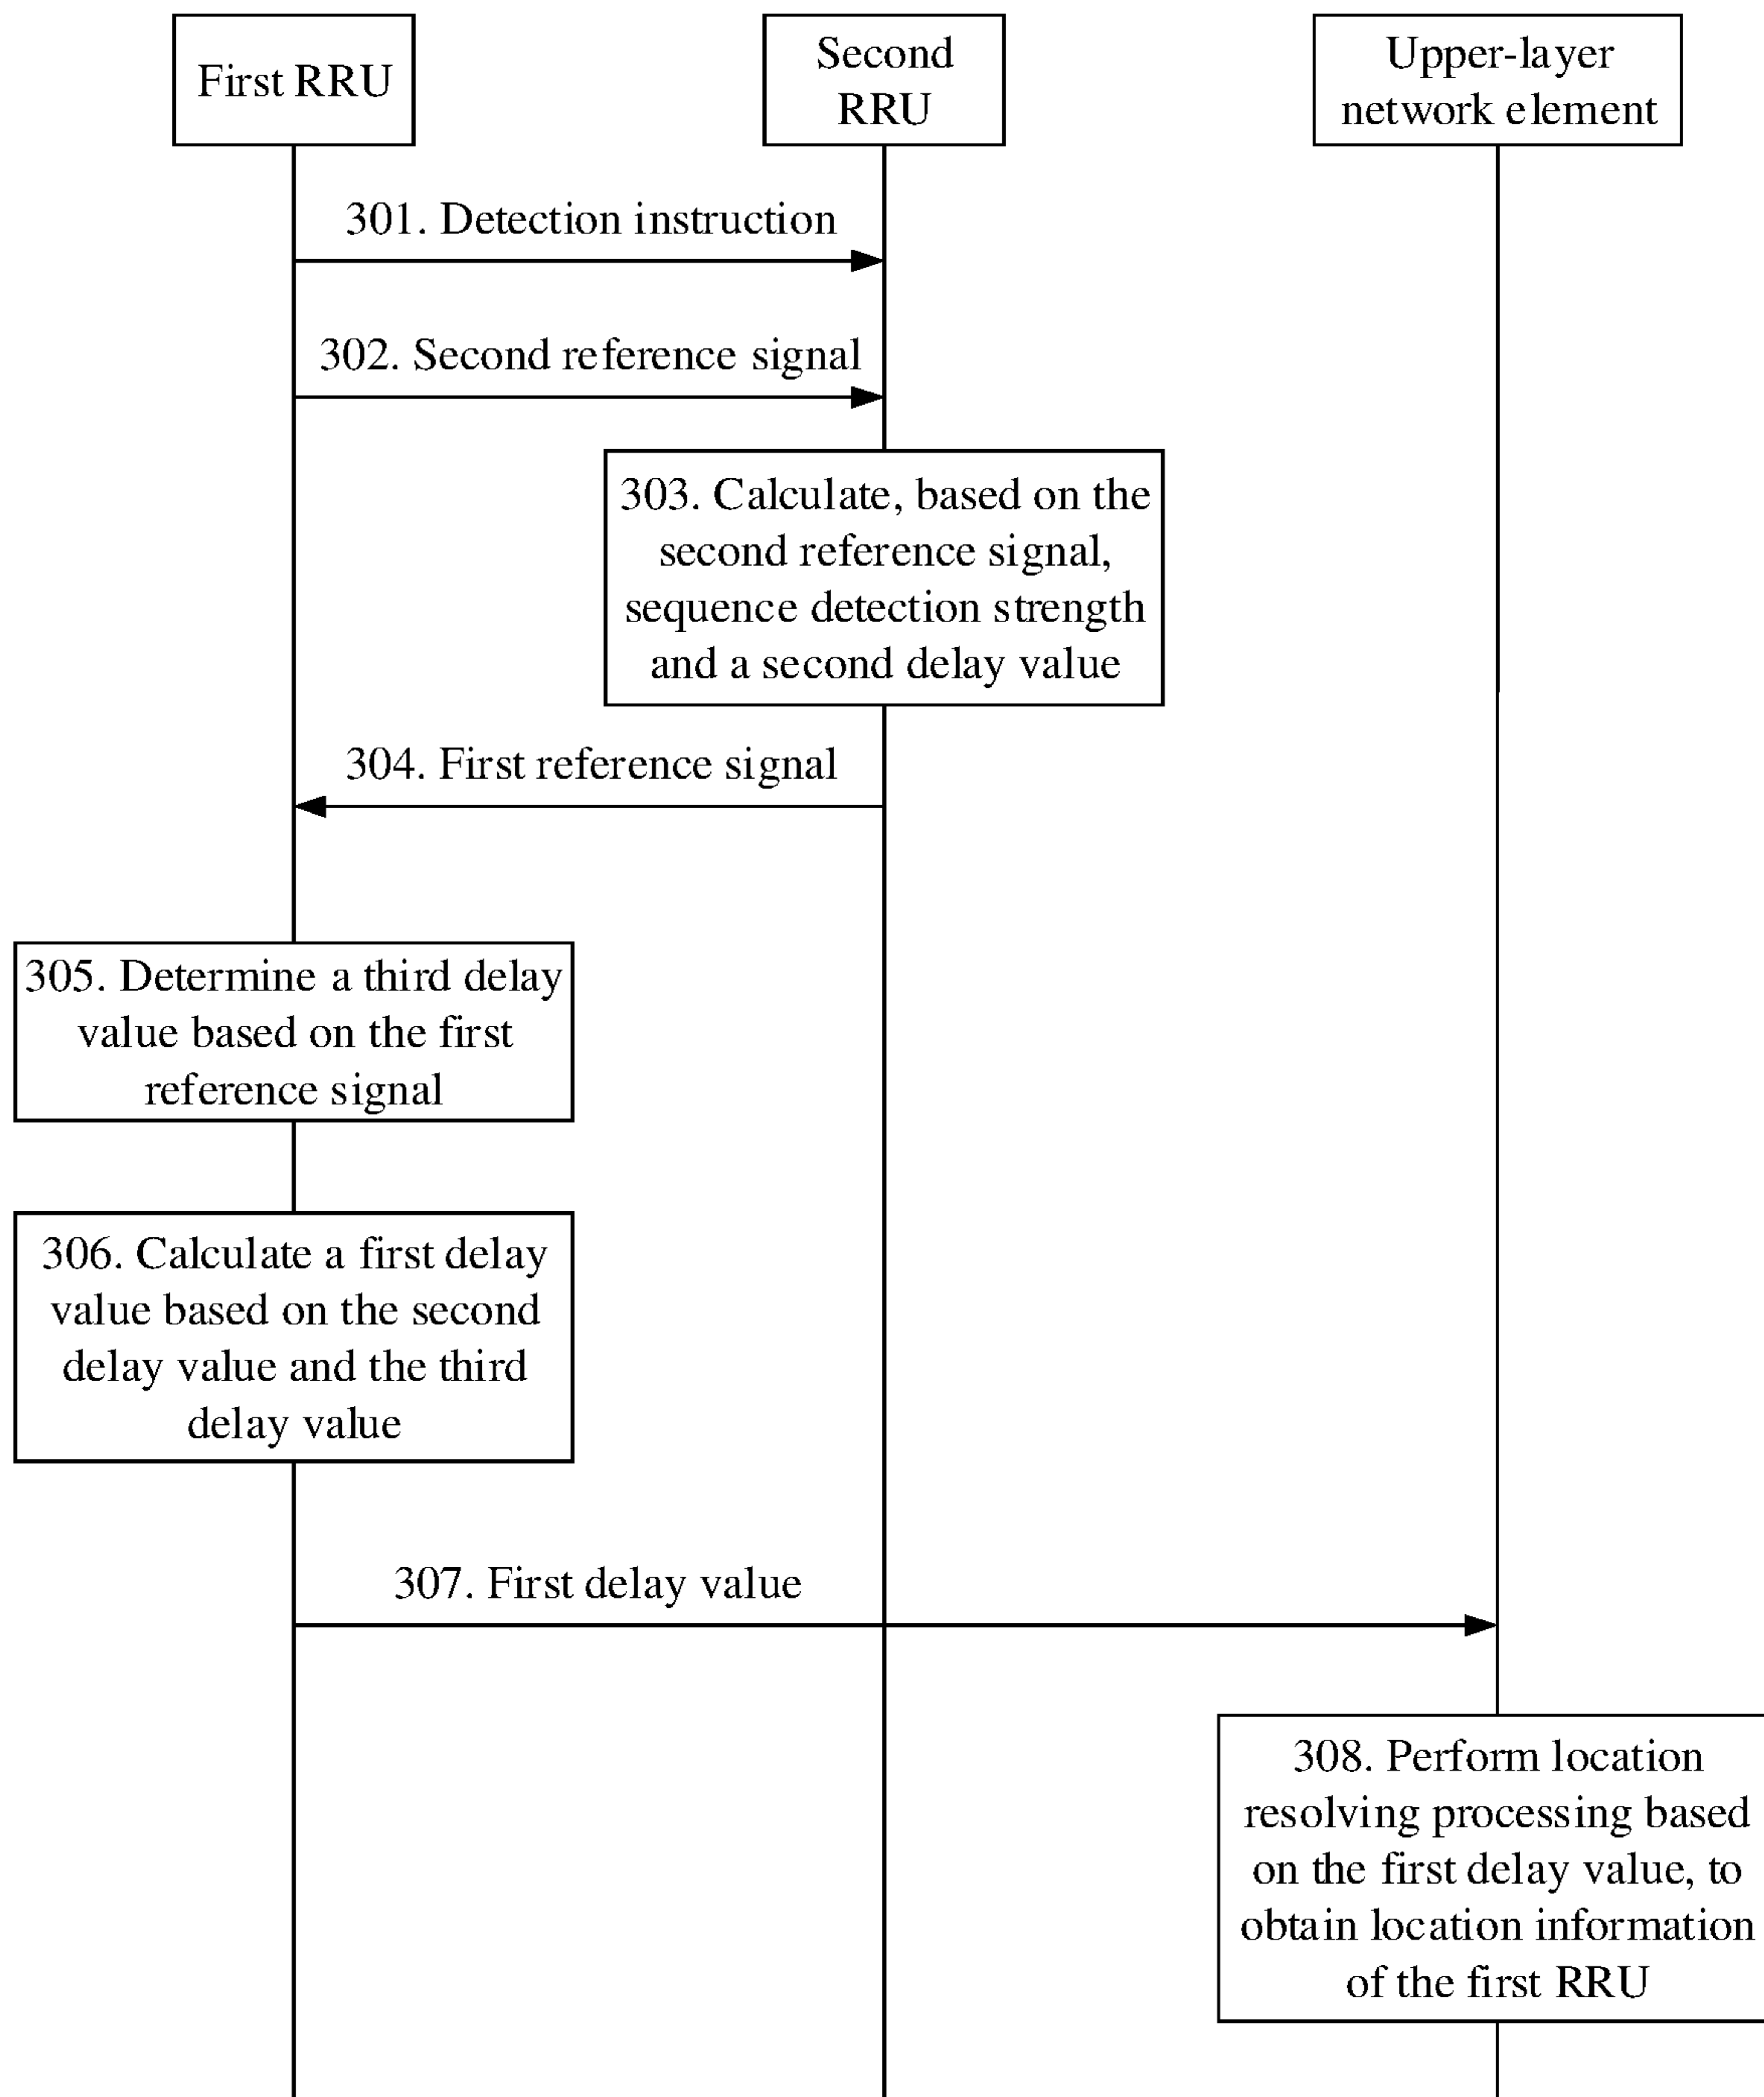 First RRU
Second
RRU
Upper-layer
network element
301. Detection instruction
302. Second reference signal
303. Calculate, based on the
second reference signal,
sequence detection strength
and a second delay value
304. First reference signal
305. Determine a third delay
value based on the first
reference signal
306. Calculate a first delay
value based on the second
delay value and the third
delay value
307. First delay value
308. Perform location
resolving processing based
on the first delay value, to
obtain location information
of the first RRU